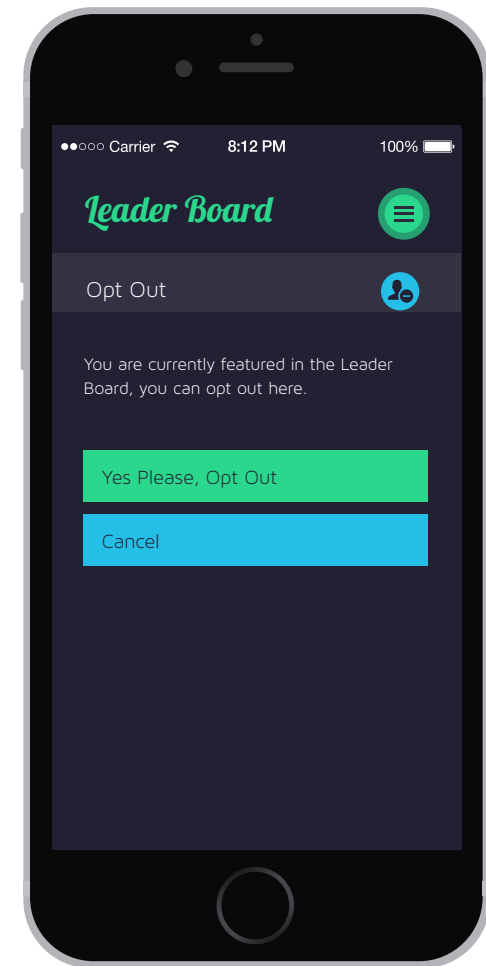 Carrier 8:12 PM 100%
Leader Board
Opt Out
You are currently featured in the Leader
Board, you can opt out here.
Yes Please, Opt Out
Cancel